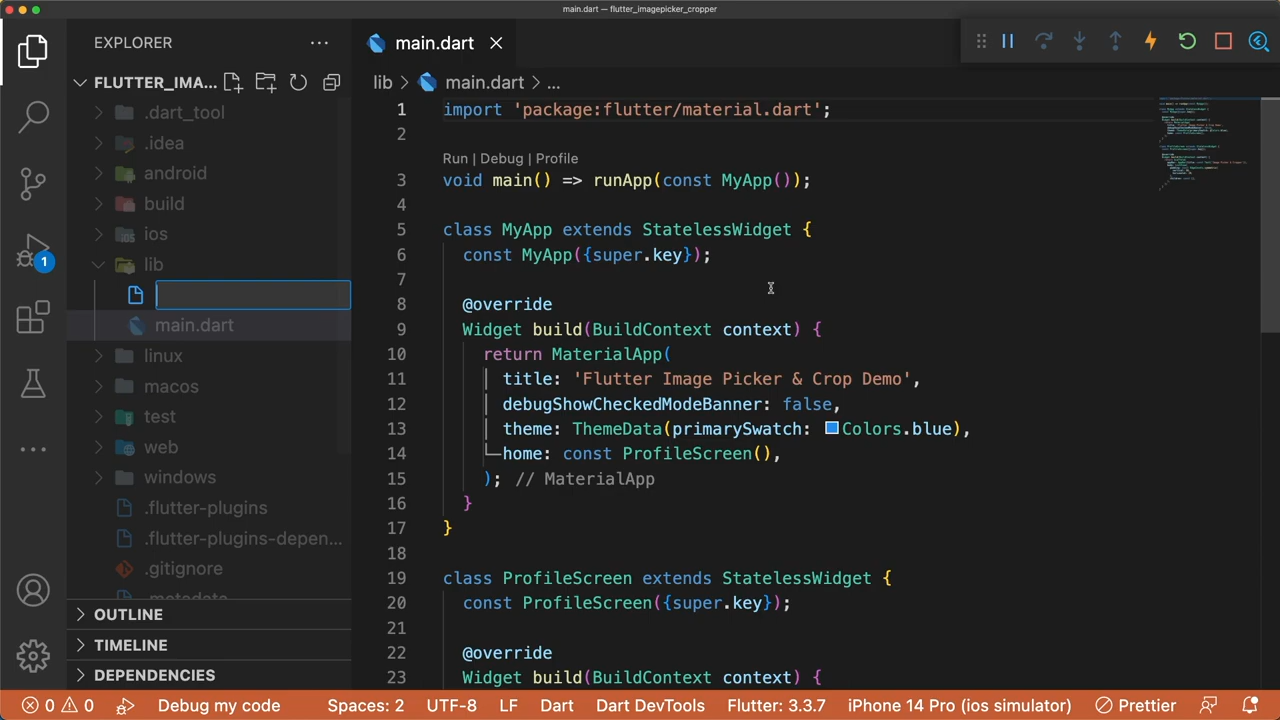 main.dart — flutter_imagepicker_cropper
EXPLORER
FLUTTER_IMA...
.dart_tool
.idea
android
build
ios
lib
main.dart
linux
macos
test
web
windows
.flutter-plugins
.flutter-plugins-depen...
.gitignore
.metadata
OUTLINE
TIMELINE
DEPENDENCIES
1
main.dart
lib > main.dart > ...
1 import 'package:flutter/material.dart';
2
Run | Debug | Profile
3 void main() => runApp(const MyApp());
4
5 class MyApp extends StatelessWidget {
6 const MyApp({super.key});
7
8 @override
9 Widget build(BuildContext context) {
10 return MaterialApp(
11 title: 'Flutter Image Picker & Crop Demo',
12 debugShowCheckedModeBanner: false,
13 theme: ThemeData(primarySwatch: Colors.blue),
14 home: const ProfileScreen(),
15 ); // MaterialApp
16 }
17 }
18
19 class ProfileScreen extends StatelessWidget {
20 const ProfileScreen({super.key});
21
22 @override
23 Widget build(BuildContext context) {
0 0 Debug my code Spaces: 2 UTF-8 LF Dart Dart DevTools Flutter: 3.3.7 iPhone 14 Pro (ios simulator) Prettier